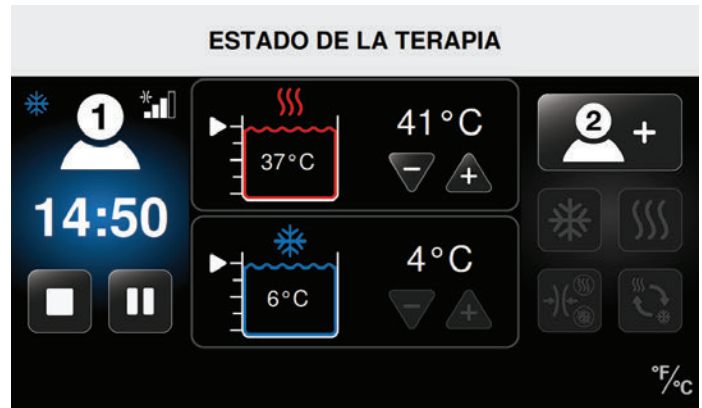 ESTADO DE LA TERAPIA
1
14:50
37°C
41°C
6°C
4°C
2 +
°F/°C